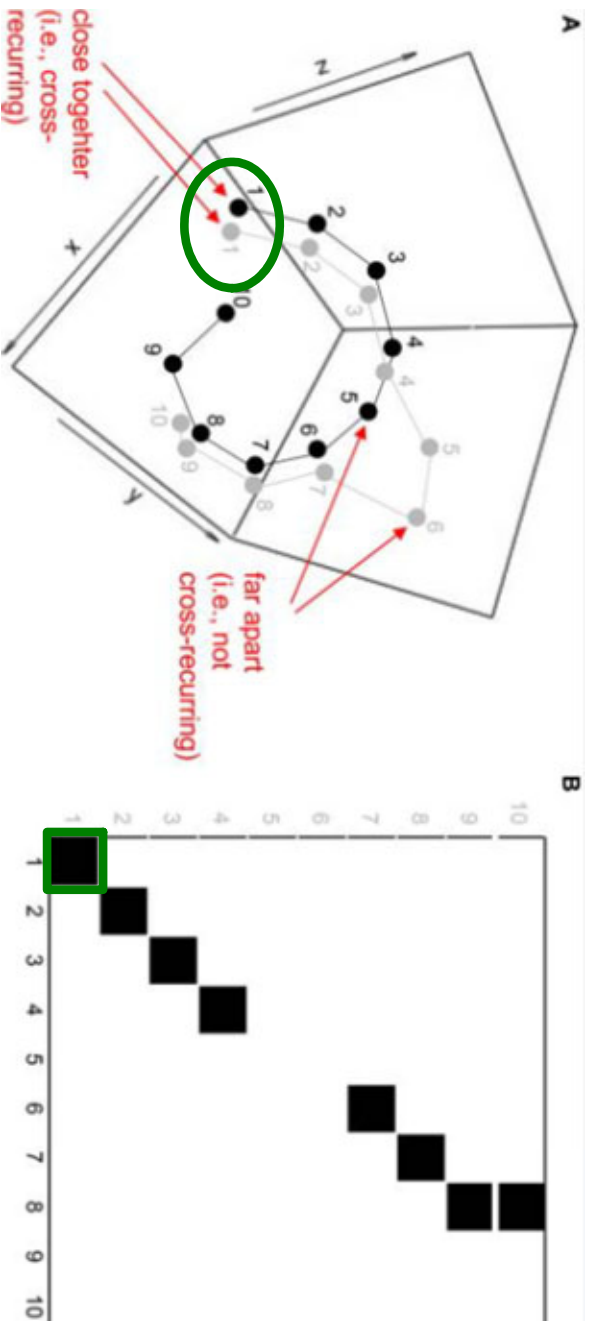 A
z
x
y
close togehter
(i.e., cross-
recurring)
1
2
3
4
5
6
7
8
9
10
1
2
3
4
5
6
7
8
9
10
far apart
(i.e., not
cross-recurring)
B
10
9
8
7
6
5
4
3
2
1
1 2 3 4 5 6 7 8 9 10